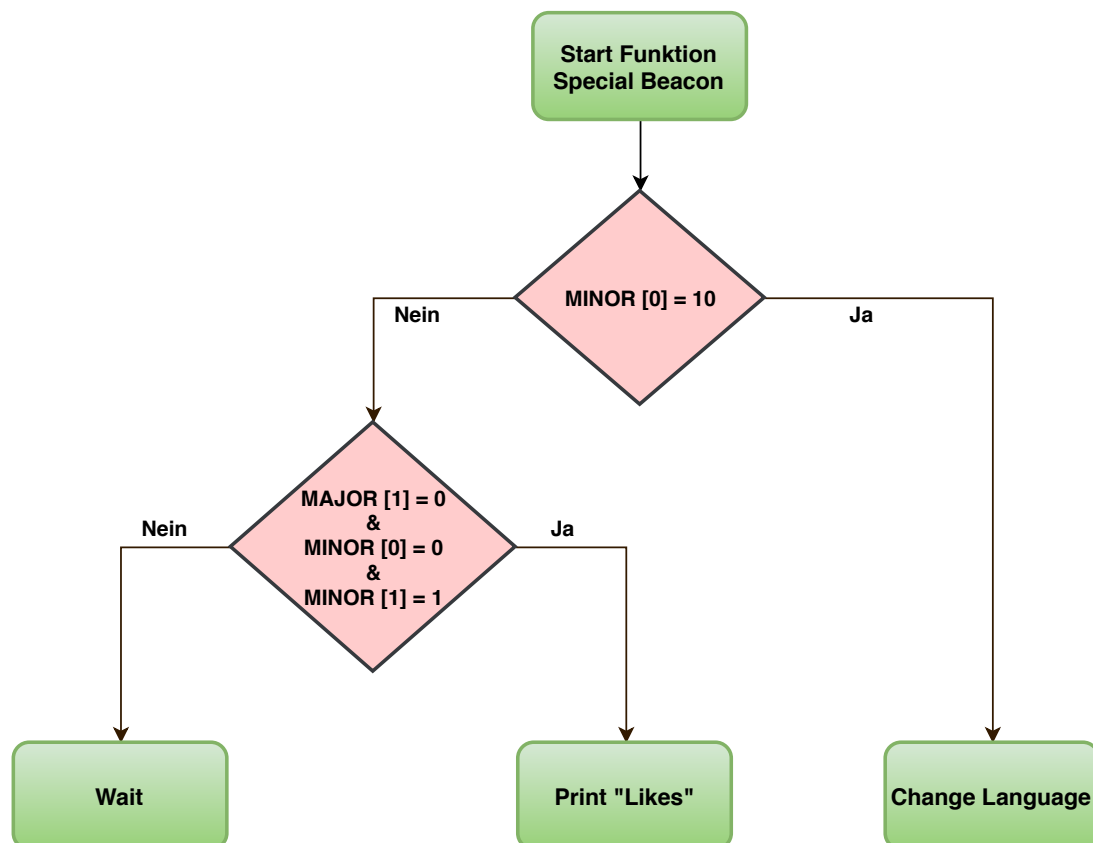 Start Funktion
Special Beacon
MINOR [0] = 10
Nein
Ja
MAJOR [1] = 0
&
MINOR [0] = 0
&
MINOR [1] = 1
Nein
Ja
Wait
Print "Likes"
Change Language